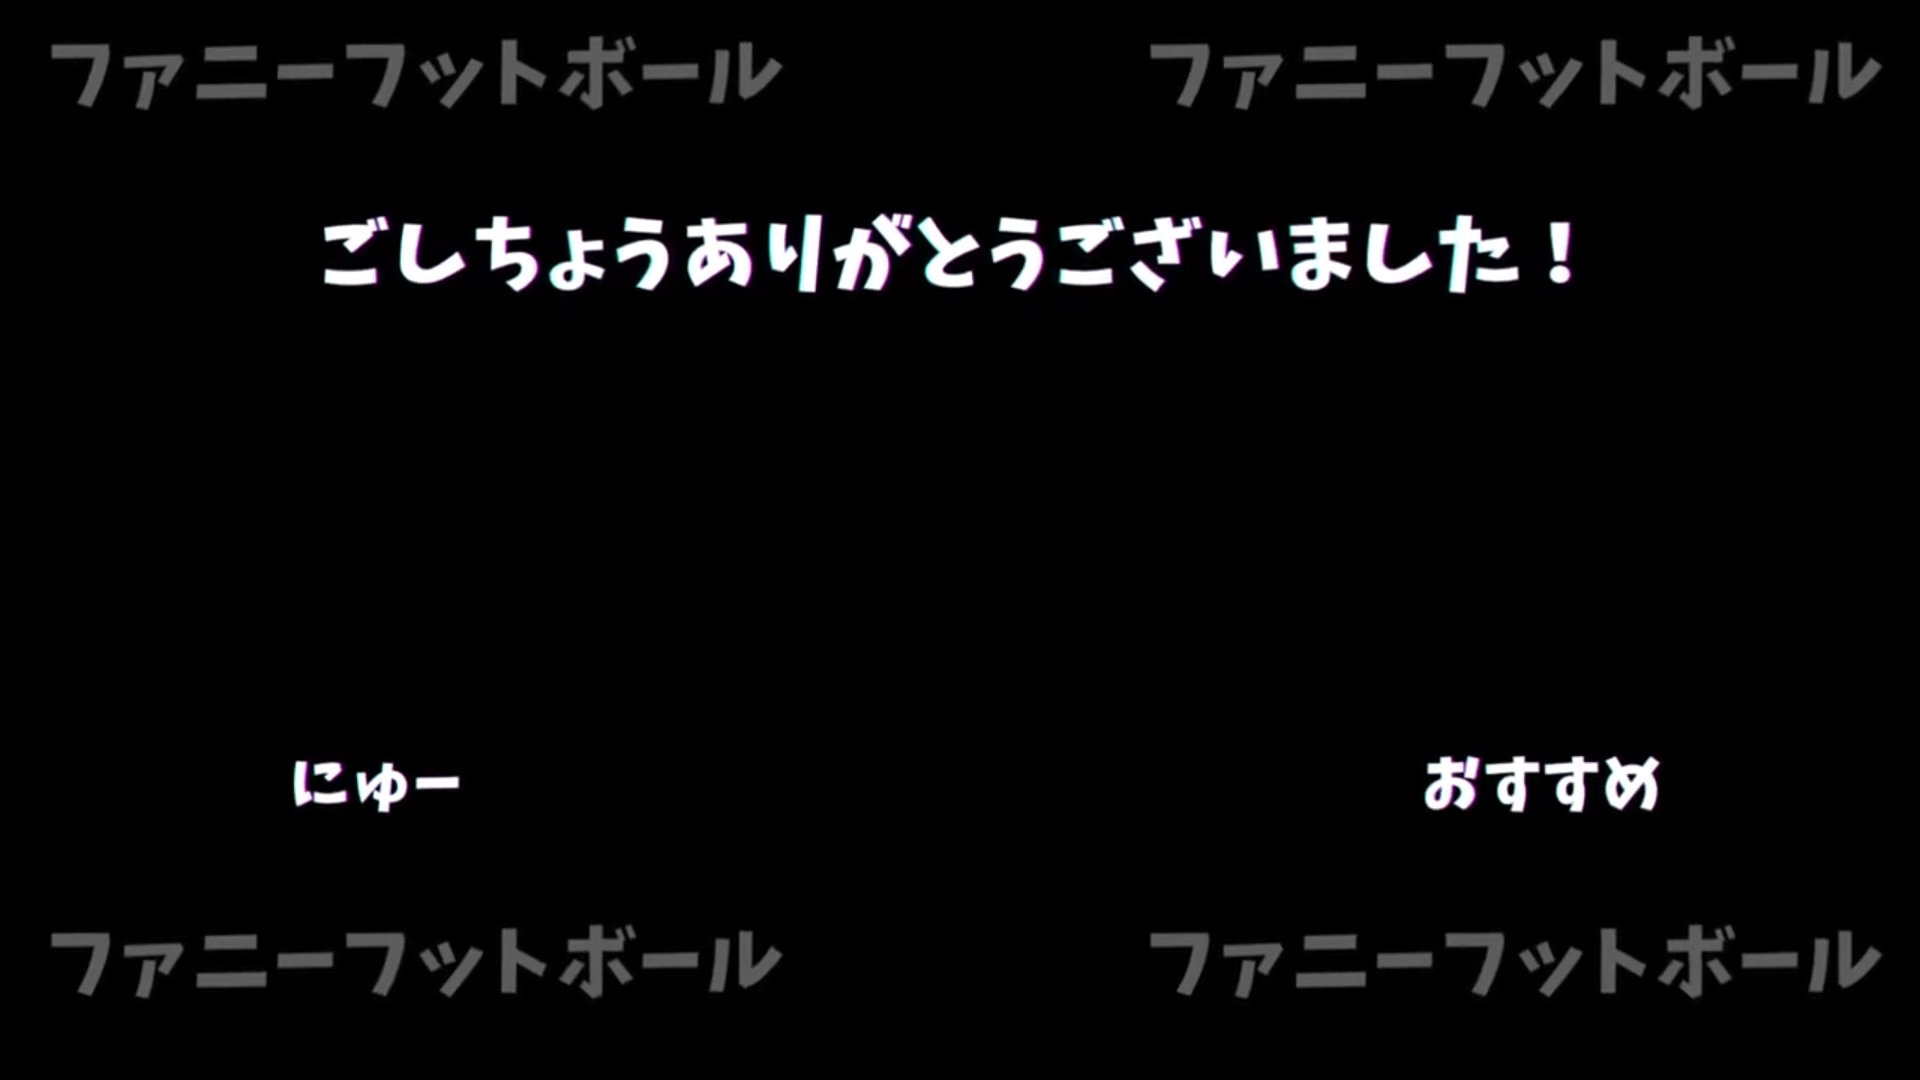 ファニーフットボール ファニーフットボール
ごしちょうありがとうございました！
にゅー おすすめ
ファニーフットボール ファニーフットボール